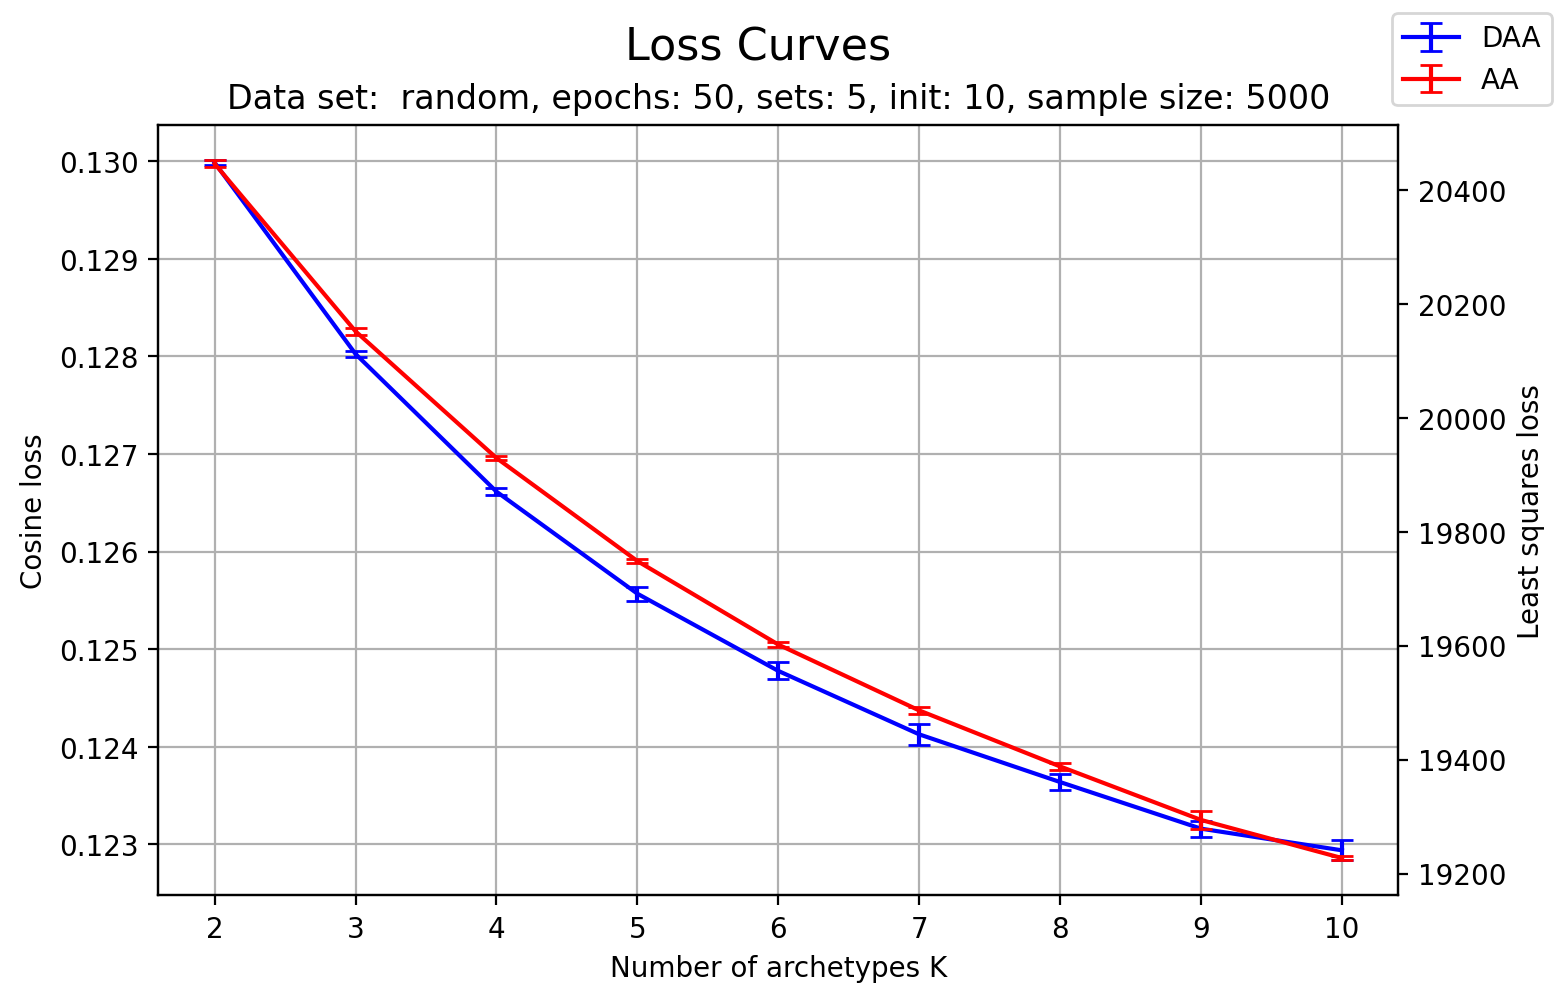 Loss Curves
Data set:  random, epochs: 50, sets: 5, init: 10, sample size: 5000
DAA
AA
0.130
0.129
0.128
0.127
0.126
0.125
0.124
0.123
Cosine loss
20400
20200
20000
19800
19600
19400
19200
Least squares loss
2 3 4 5 6 7 8 9 10
Number of archetypes K